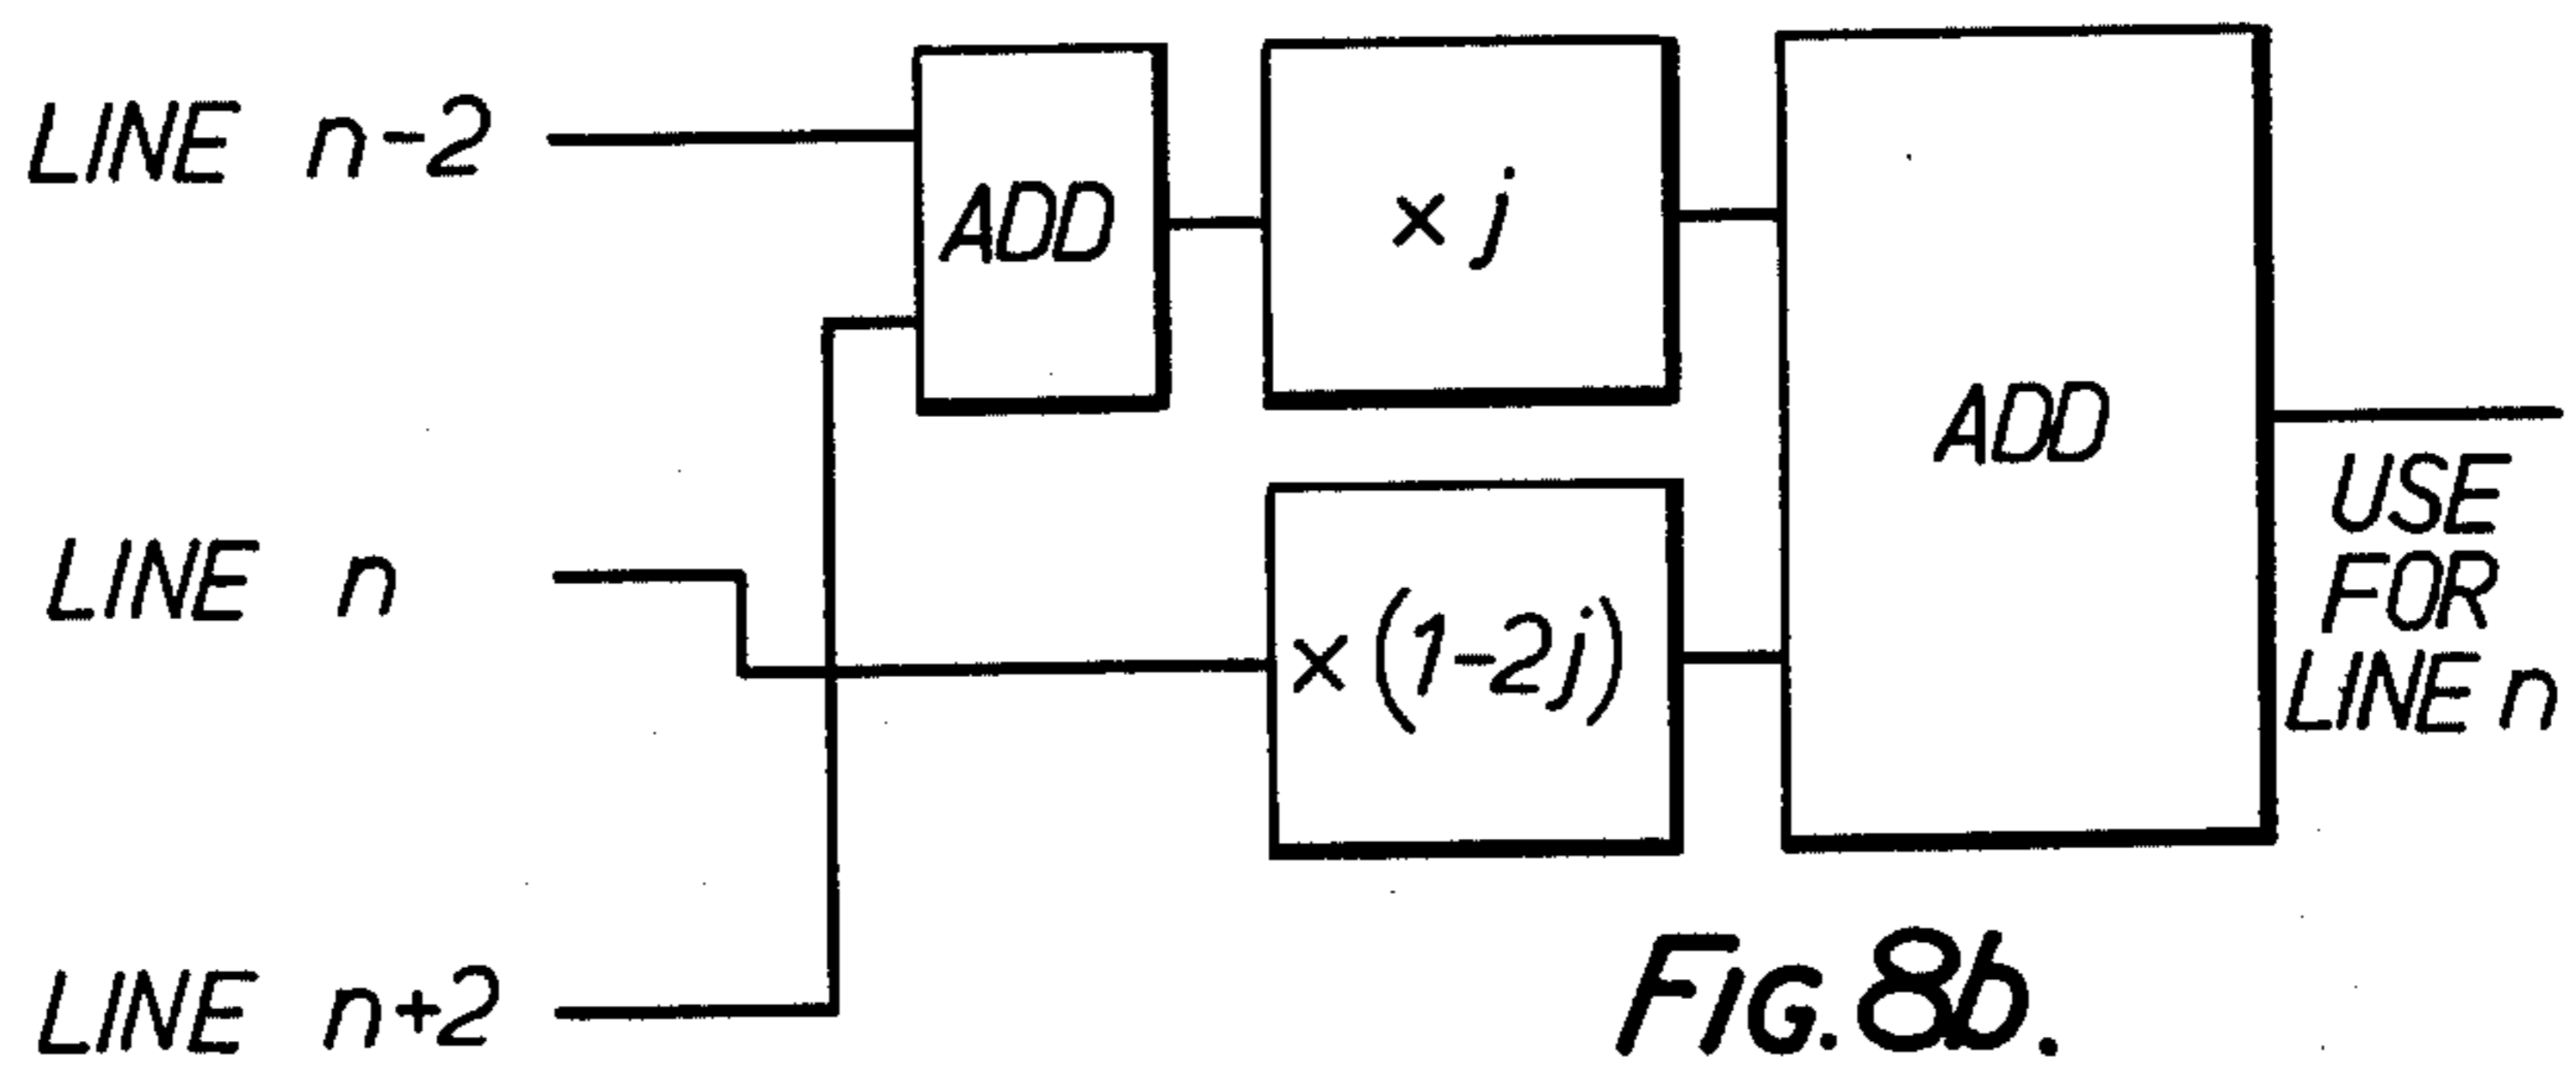 LINE n-2
ADD
× j
ADD
LINE n
× (1-2j)
USE
FOR
LINE n
LINE n+2
FIG. 8b.